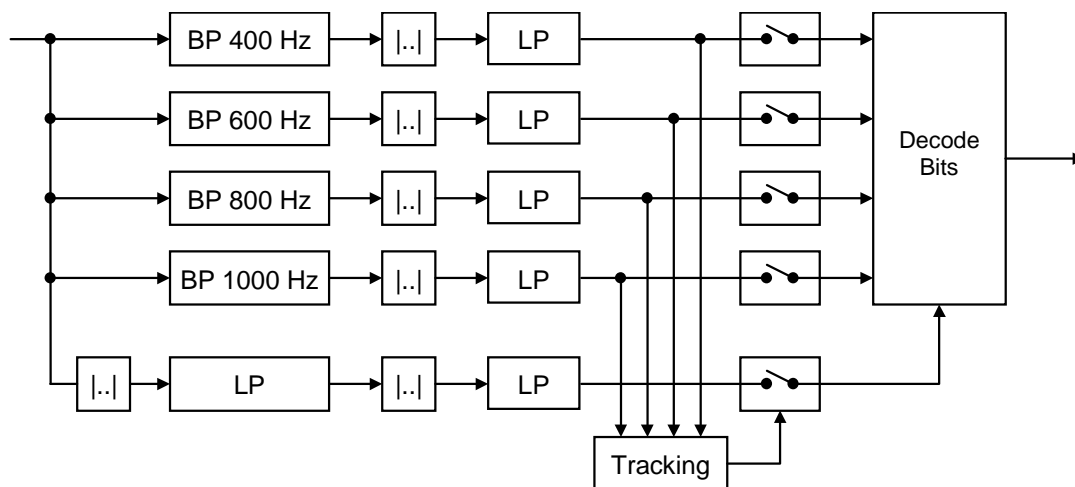 BP 400 Hz |..| LP
BP 600 Hz |..| LP
Decode
Bits
BP 800 Hz |..| LP
BP 1000 Hz |..| LP
|..| LP |..| LP
Tracking